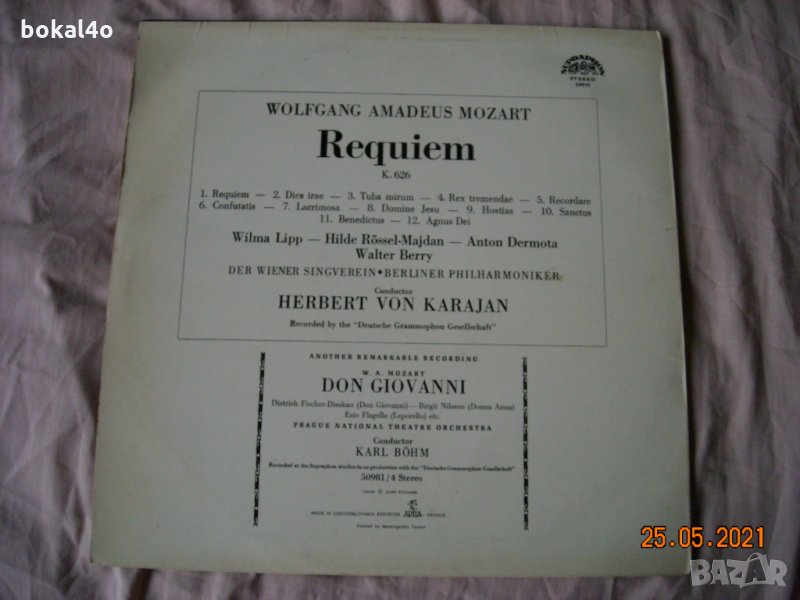 bokal4o
SUPRAPHON
STEREO
WOLFGANG AMADEUS MOZART
Requiem
K. 626
1. Requiem — 2. Dies irae — 3. Tuba mirum — 4. Rex tremendae — 5. Recordare
6. Confutatis — 7. Lacrimosa — 8. Domine Jesu — 9. Hostias — 10. Sanctus
11. Benedictus — 12. Agnus Dei
Wilma Lipp — Hilde Rössel-Majdan — Anton Dermota
Walter Berry
DER WIENER SINGVEREIN • BERLINER PHILHARMONIKER
Conductor
HERBERT VON KARAJAN
Recorded by the "Deutsche Grammophon Gesellschaft"
ANOTHER REMARKABLE RECORDING
W. A. MOZART
DON GIOVANNI
Dietrich Fischer-Dieskau (Don Giovanni) — Birgit Nilsson (Donna Anna)
Ezio Flagello (Leporello) etc.
PRAGUE NATIONAL THEATRE ORCHESTRA
Conductor
KARL BÖHM
Recorded at the Supraphon studios in co-production with the "Deutsche Grammophon Gesellschaft"
50981/4 Stereo
MADE IN CZECHOSLOVAKIA EXPORTER ARTIA PRAGUE
Printed by
25.05.2021
BAZAR